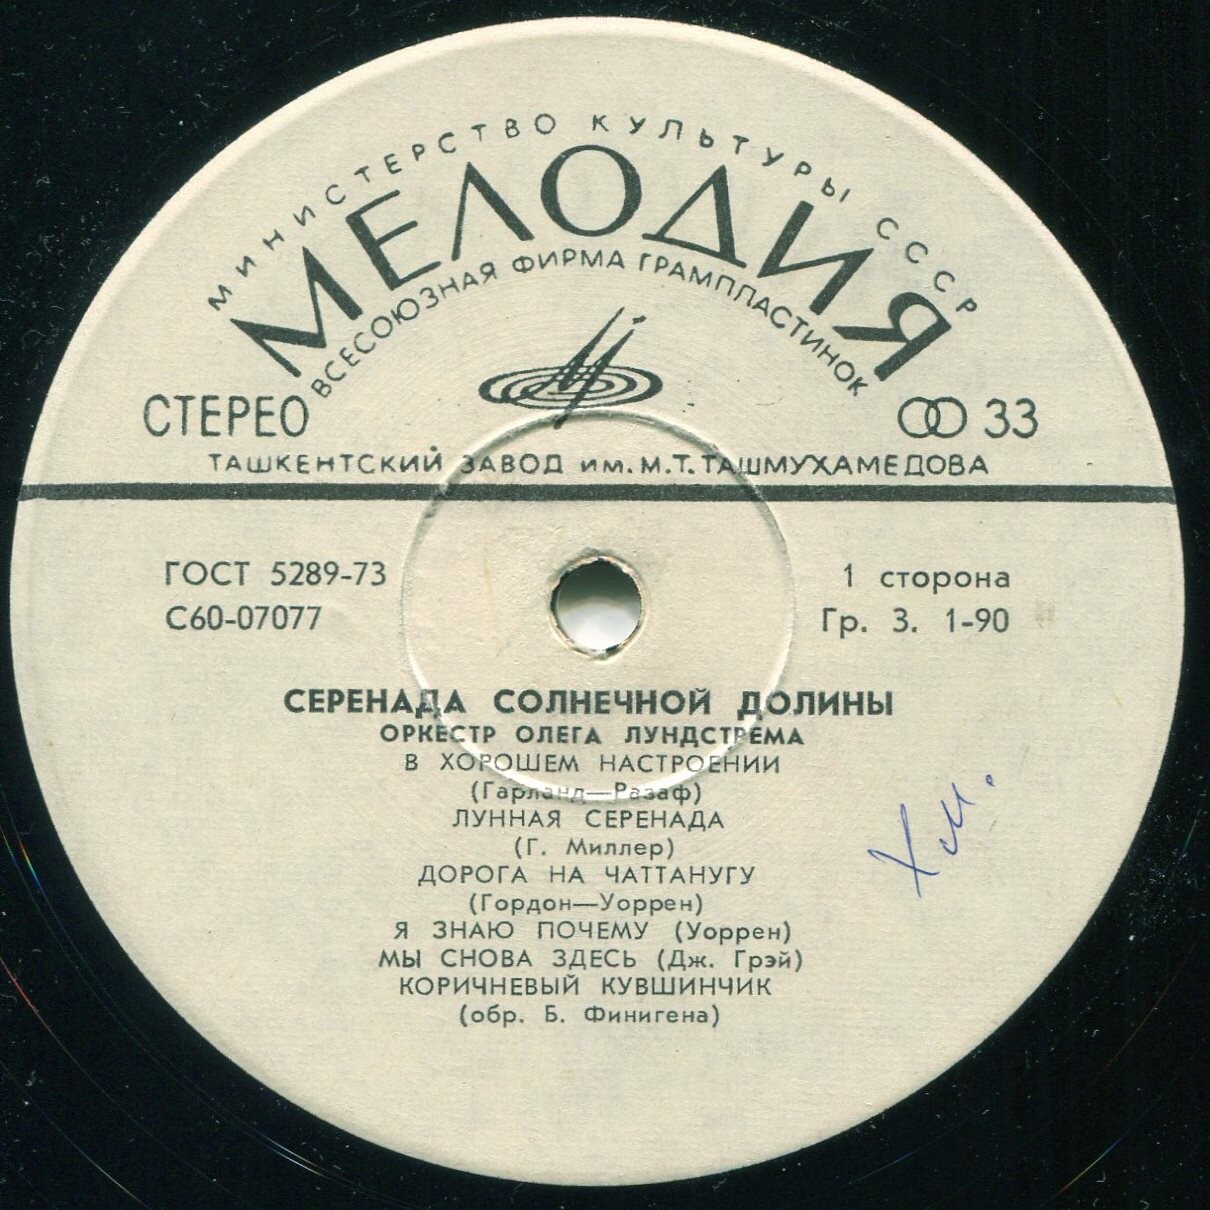 МИНИСТЕРСТВО КУЛЬТУРЫ СССР
МЕЛОДИЯ
ВСЕСОЮЗНАЯ ФИРМА ГРАМПЛАСТИНОК
СТЕРЕО
33
ТАШКЕНТСКИЙ ЗАВОД им. М.Т. ТАШМУХАМЕДОВА
ГОСТ 5289-73
1 сторона
С60-07077
Гр. 3. 1-90
СЕРЕНАДА СОЛНЕЧНОЙ ДОЛИНЫ
ОРКЕСТР ОЛЕГА ЛУНДСТРЕМА
В ХОРОШЕМ НАСТРОЕНИИ
(Гарланд—Разаф)
ЛУННАЯ СЕРЕНАДА
(Г. Миллер)
ДОРОГА НА ЧАТТАНУГУ
(Гордон—Уоррен)
Я ЗНАЮ ПОЧЕМУ (Уоррен)
МЫ СНОВА ЗДЕСЬ (Дж. Грэй)
КОРИЧНЕВЫЙ КУВШИНЧИК
(обр. Б. Финигена)